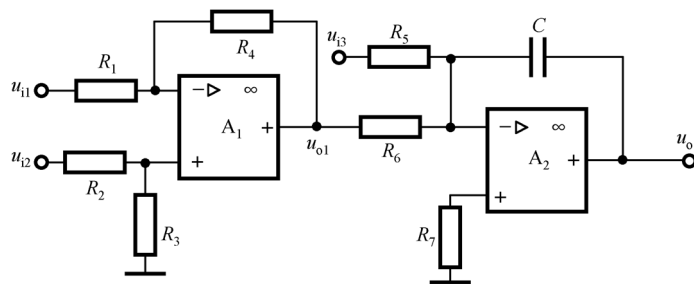 R4
ui3
R5
C
R1
ui1
− ▷ ∞
A1
+
+
uo1
R6
− ▷ ∞
A2
+
+
uo
ui2
R2
R3
R7